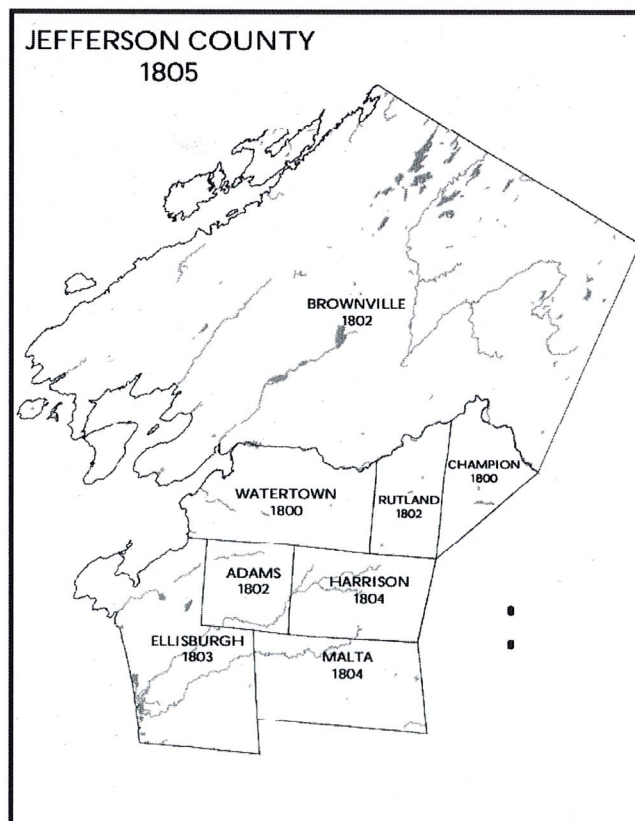 JEFFERSON COUNTY
1805
BROWNVILLE
1802
CHAMPION
1800
WATERTOWN
1800
RUTLAND
1802
ADAMS
1802
HARRISON
1804
ELLISBURGH
1803
MALTA
1804